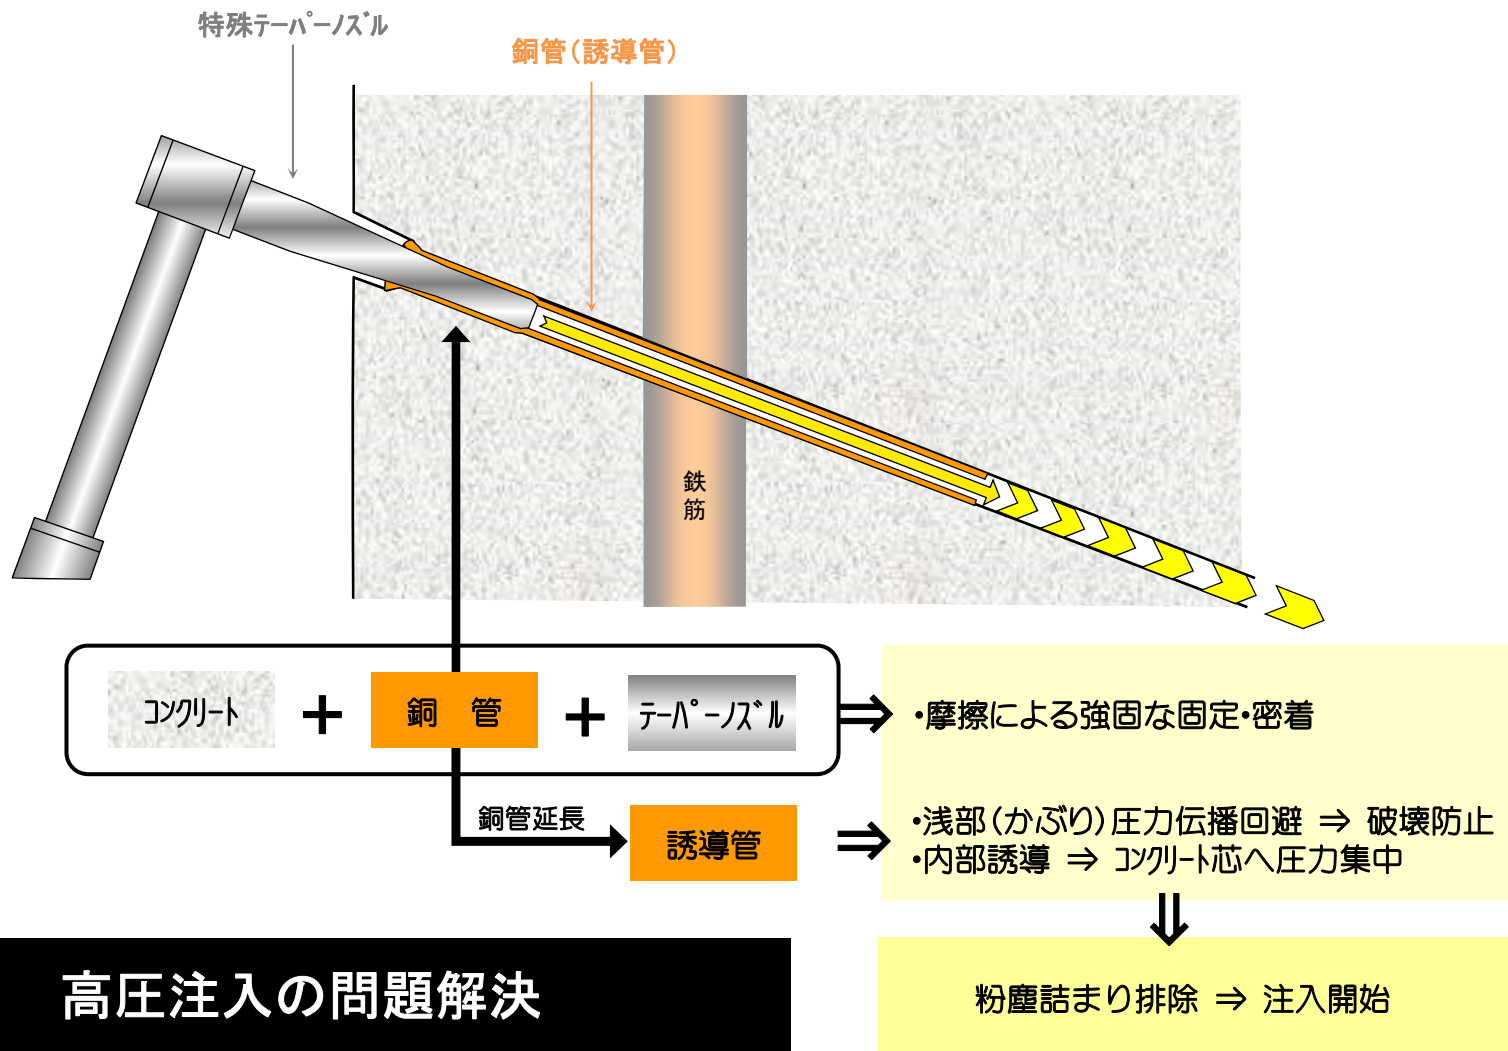 特殊ﾃｰﾊﾟｰﾉｽﾞﾙ
銅管(誘導管)
鉄筋
ｺﾝｸﾘｰﾄ + 銅　管 + ﾃｰﾊﾟｰﾉｽﾞﾙ ⇒ ･摩擦による強固な固定･密着
銅管延長
誘導管 ⇒
･浅部(かぶり)圧力伝播回避 ⇒ 破壊防止
･内部誘導 ⇒ ｺﾝｸﾘｰﾄ芯へ圧力集中
⇓
高圧注入の問題解決
粉塵詰まり排除 ⇒ 注入開始